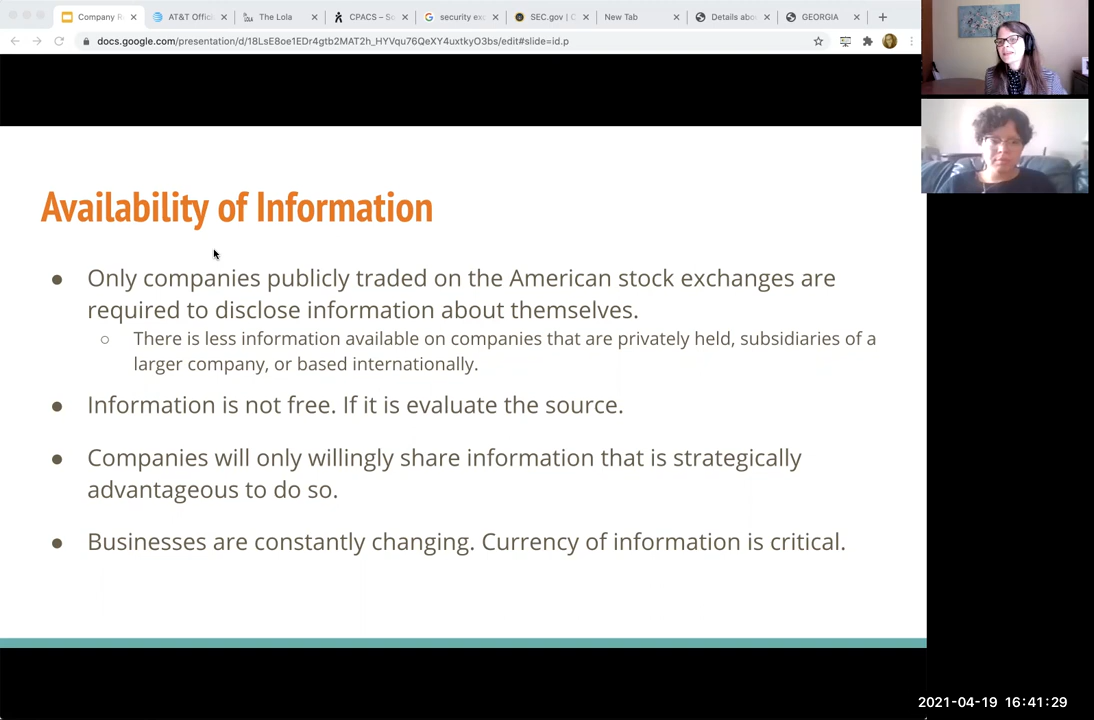 Company R
AT&T Offici
The Lola
CPACS – So
security exc
SEC.gov | C
New Tab
Details abo
GEORGIA
docs.google.com/presentation/d/18LsE8oe1EDr4gtb2MAT2h_HYVqu76QeXY4uxtkyO3bs/edit#slide=id.p
Availability of Information
● Only companies publicly traded on the American stock exchanges are
required to disclose information about themselves.
○ There is less information available on companies that are privately held, subsidiaries of a
larger company, or based internationally.
● Information is not free. If it is evaluate the source.
● Companies will only willingly share information that is strategically
advantageous to do so.
● Businesses are constantly changing. Currency of information is critical.
2021-04-19 16:41:29